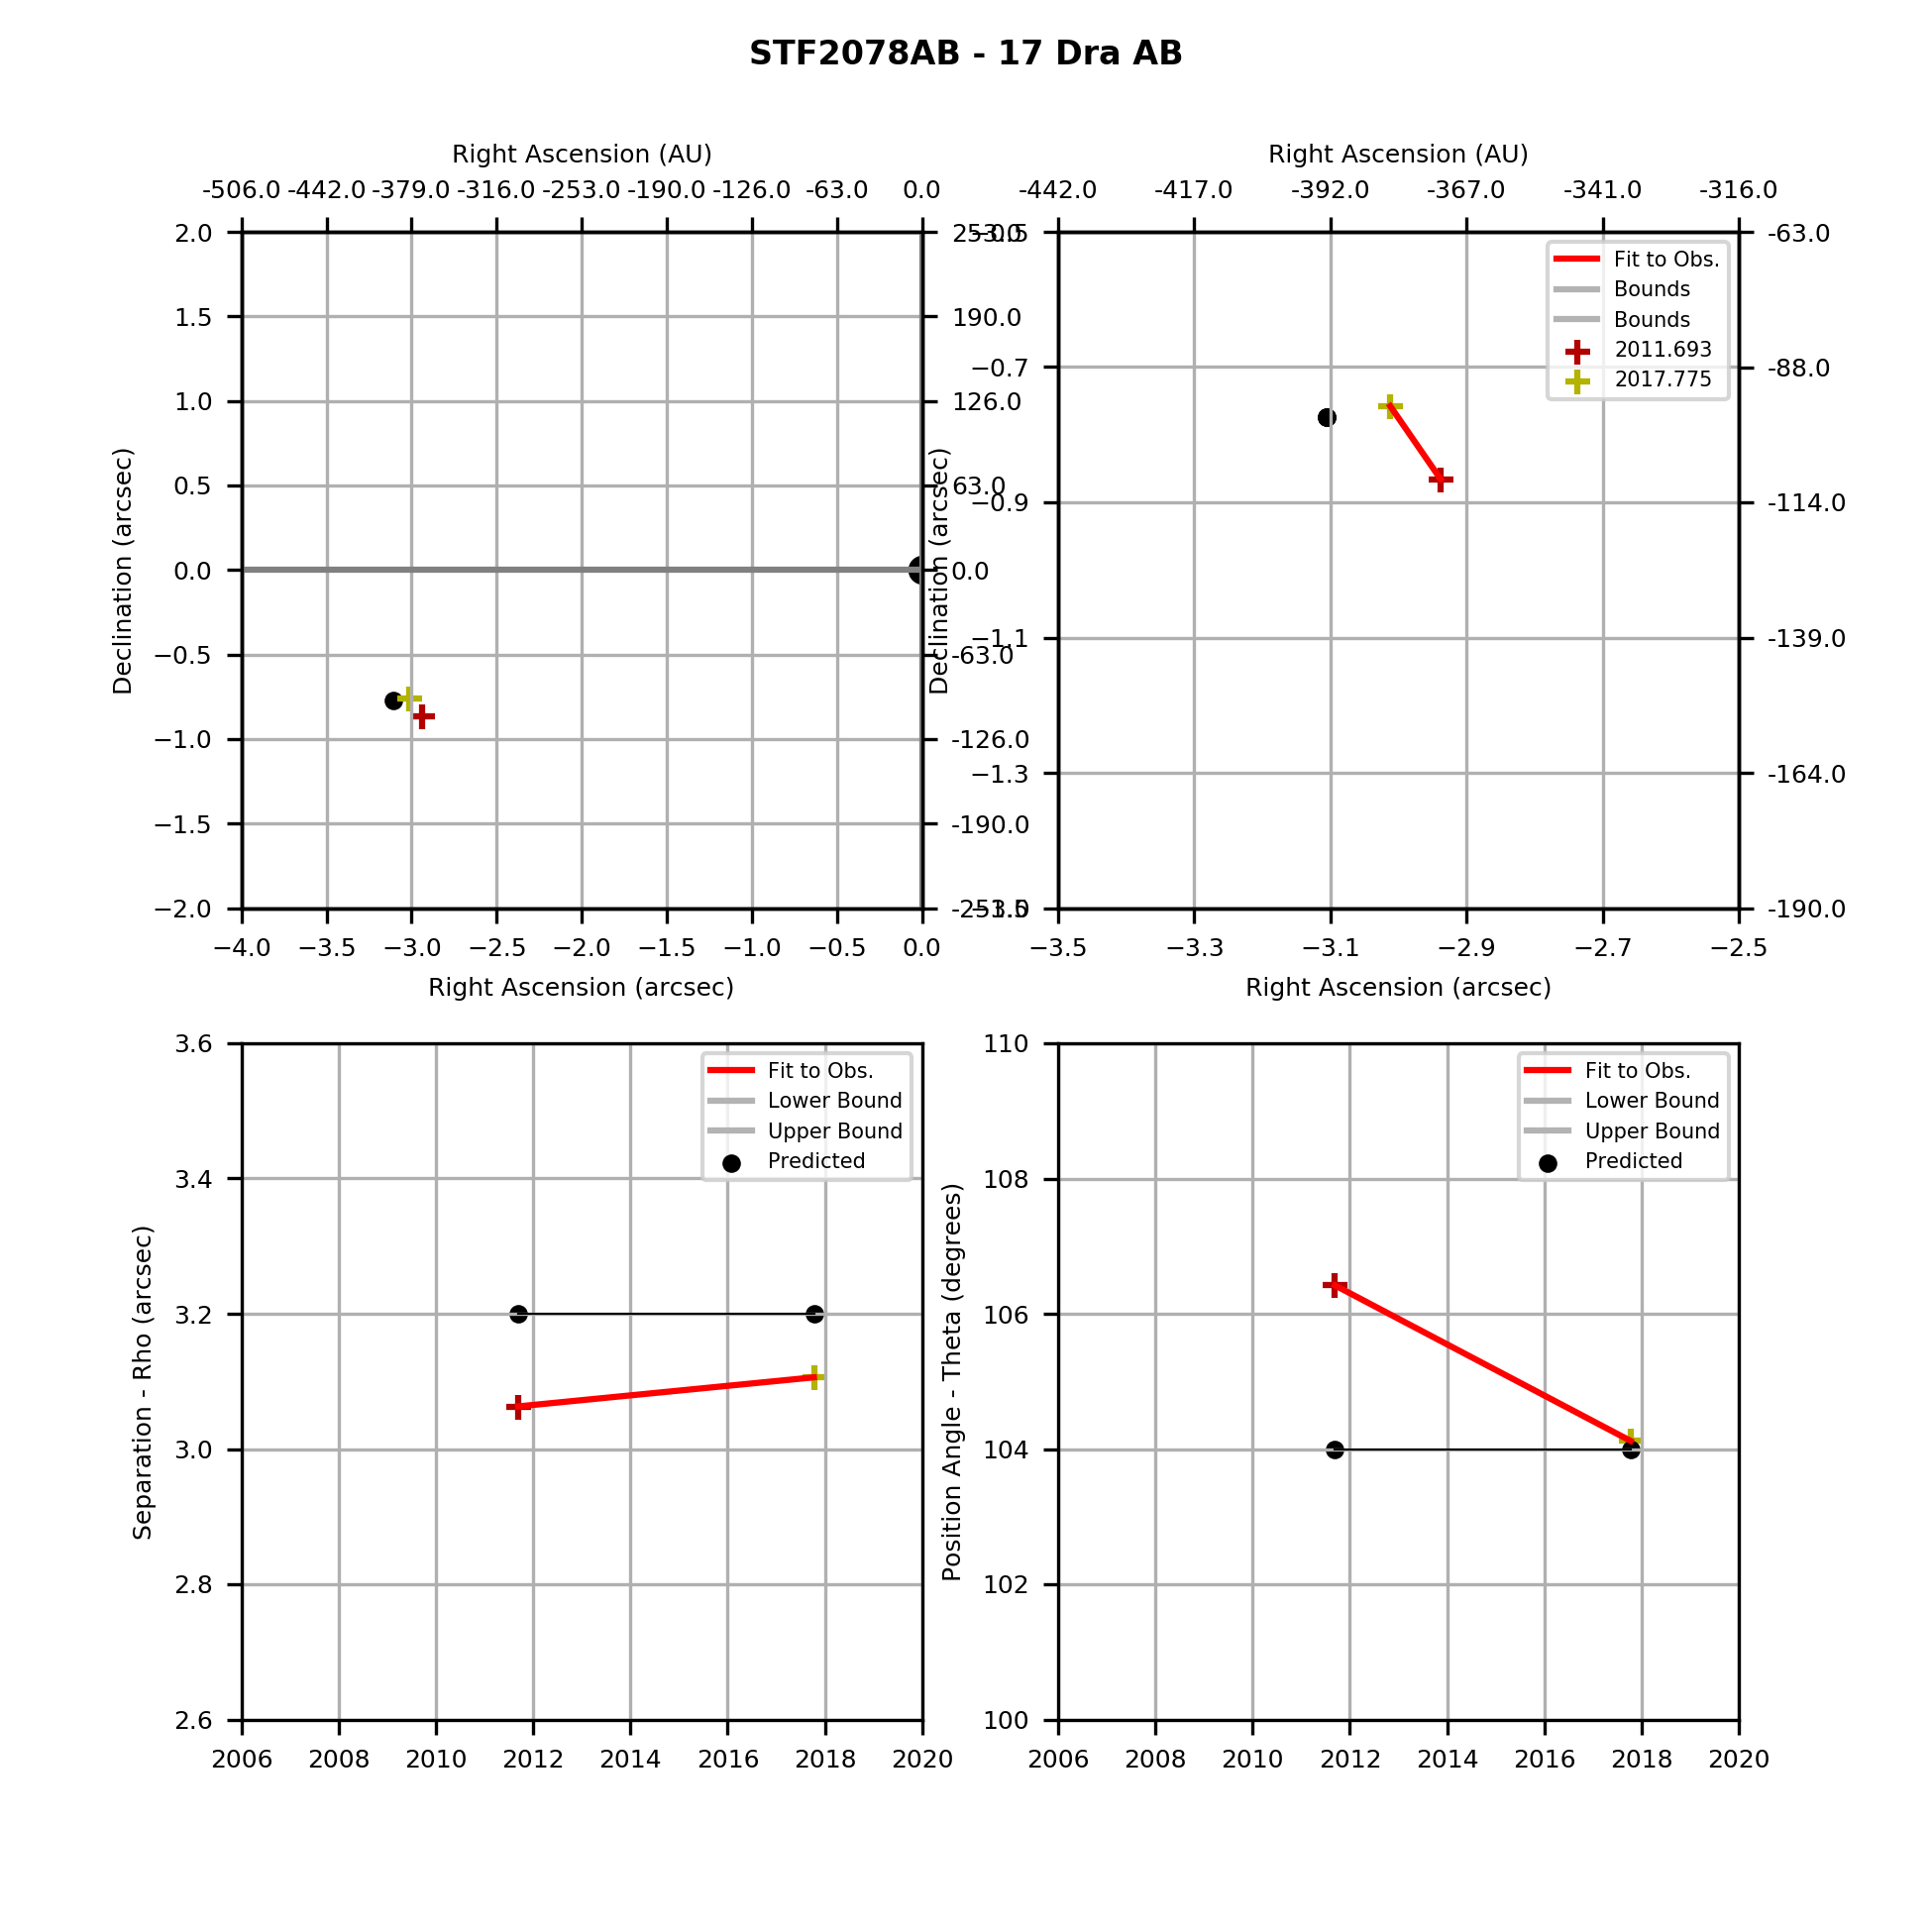 STF2078AB - 17 Dra AB
Right Ascension (AU)
-506.0 -442.0 -379.0 -316.0 -253.0 -190.0 -126.0 -63.0 0.0
2.0
1.5
1.0
0.5
0.0
−0.5
−1.0
−1.5
−2.0
Declination (arcsec)
253.0
190.0
126.0
63.0
0.0
-63.0
-126.0
-190.0
-253.0
−4.0 −3.5 −3.0 −2.5 −2.0 −1.5 −1.0 −0.5 0.0
Right Ascension (arcsec)
Right Ascension (AU)
-442.0 -417.0 -392.0 -367.0 -341.0 -316.0
−0.5
−0.7
−0.9
−1.1
−1.3
−1.5
Declination (arcsec)
Fit to Obs.
Bounds
Bounds
2011.693
2017.775
-63.0
-88.0
-114.0
-139.0
-164.0
-190.0
−3.5 −3.3 −3.1 −2.9 −2.7 −2.5
Right Ascension (arcsec)
3.6
3.4
3.2
3.0
2.8
2.6
Separation - Rho (arcsec)
Fit to Obs.
Lower Bound
Upper Bound
Predicted
2006 2008 2010 2012 2014 2016 2018 2020
110
108
106
104
102
100
Position Angle - Theta (degrees)
Fit to Obs.
Lower Bound
Upper Bound
Predicted
2006 2008 2010 2012 2014 2016 2018 2020